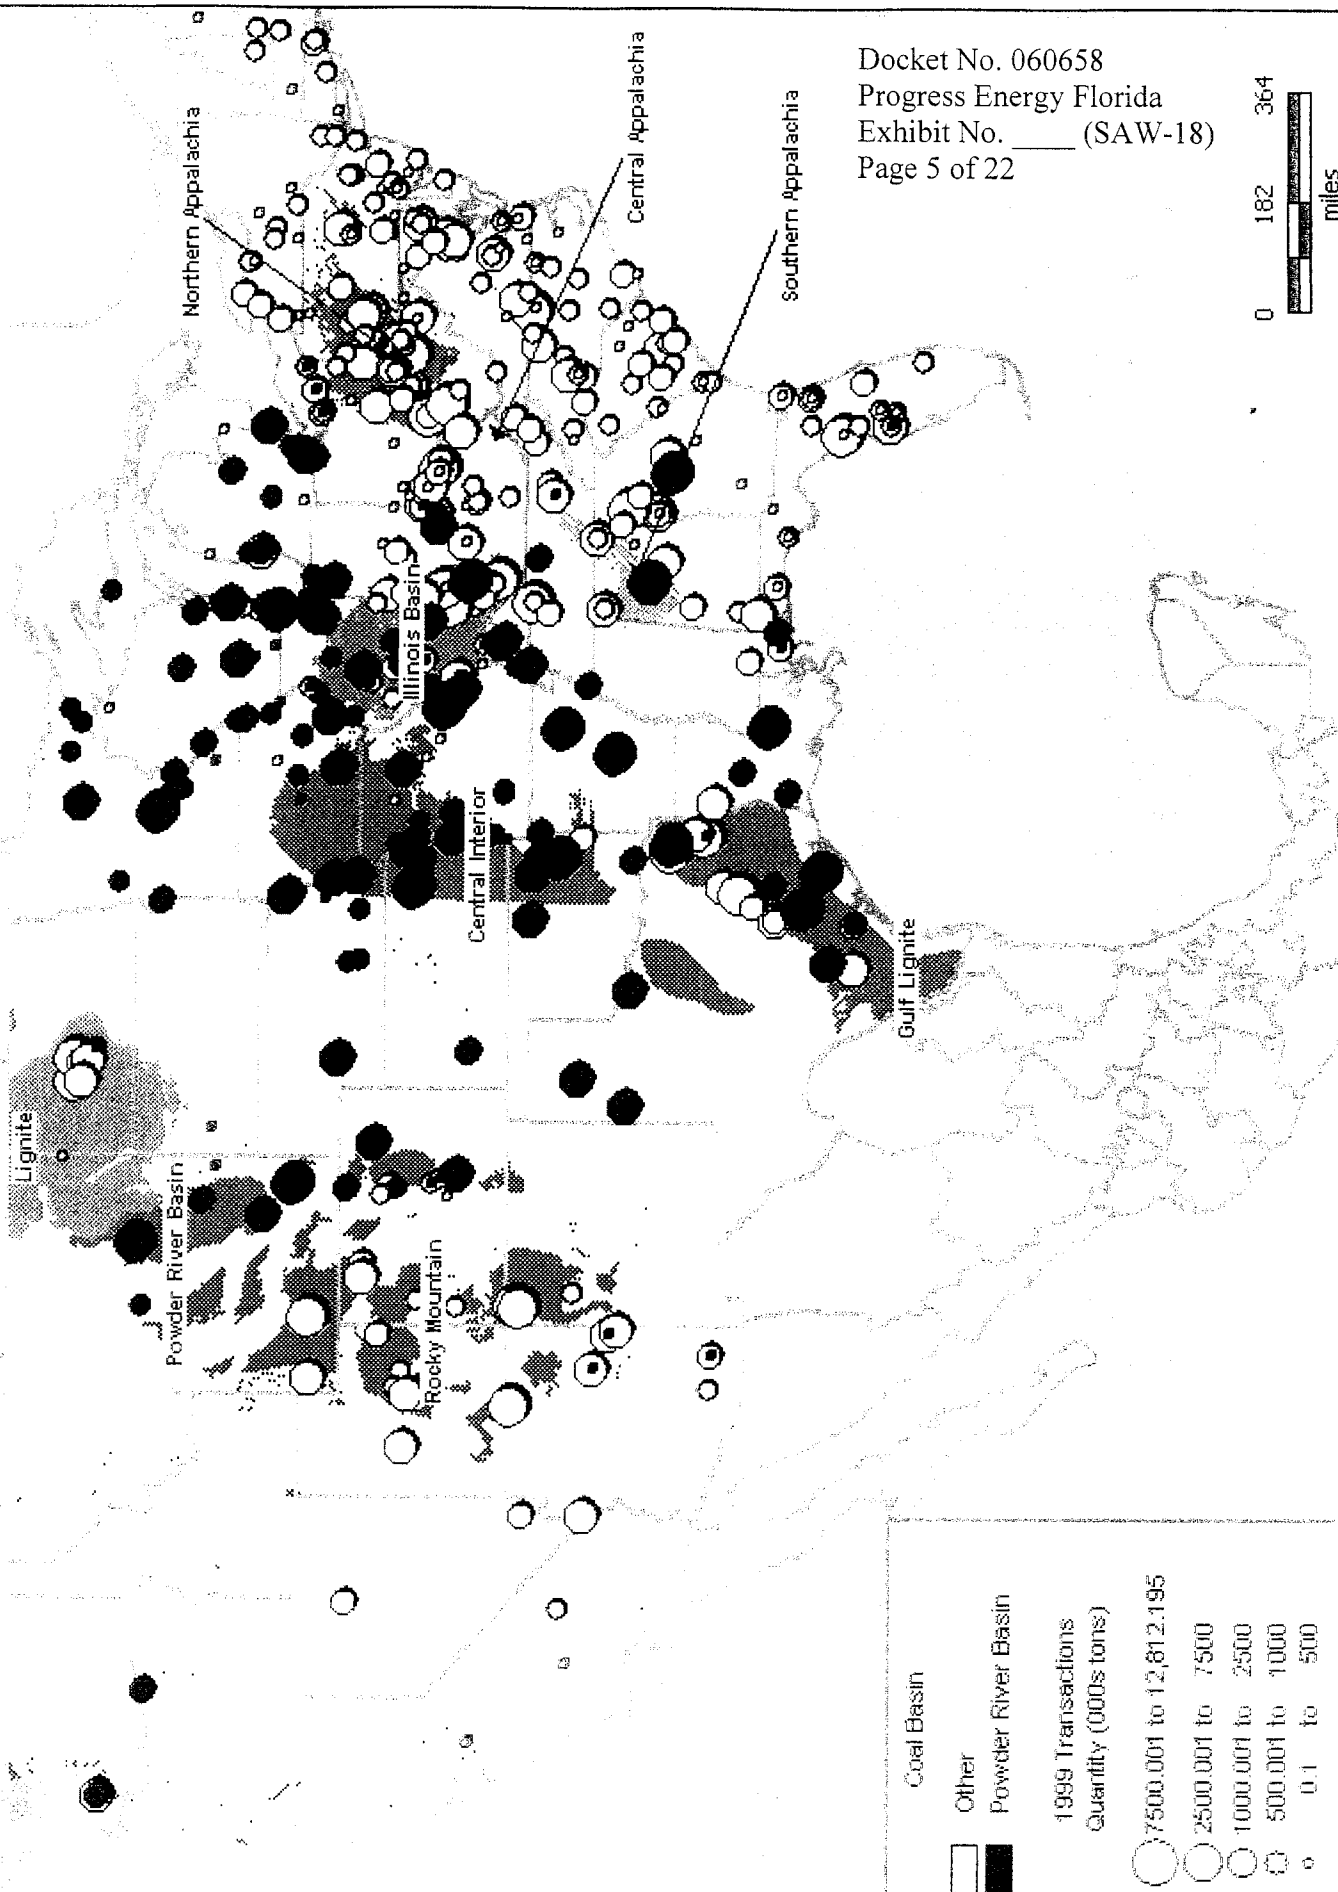 Docket No. 060658
Progress Energy Florida
Exhibit No. _____ (SAW-18)
Page 5 of 22
Northern Appalachia
Central Appalachia
Southern Appalachia
Illinois Basin
Central Interior
Gulf Lignite
Lignite
Powder River Basin
Rocky Mountain
0 182 364
miles
Coal Basin
Other
Powder River Basin
1999 Transactions
Quantity (000s tons)
7500.001 to 12,812.195
2500.001 to 7500
1000.001 to 2500
500.001 to 1000
0.1 to 500